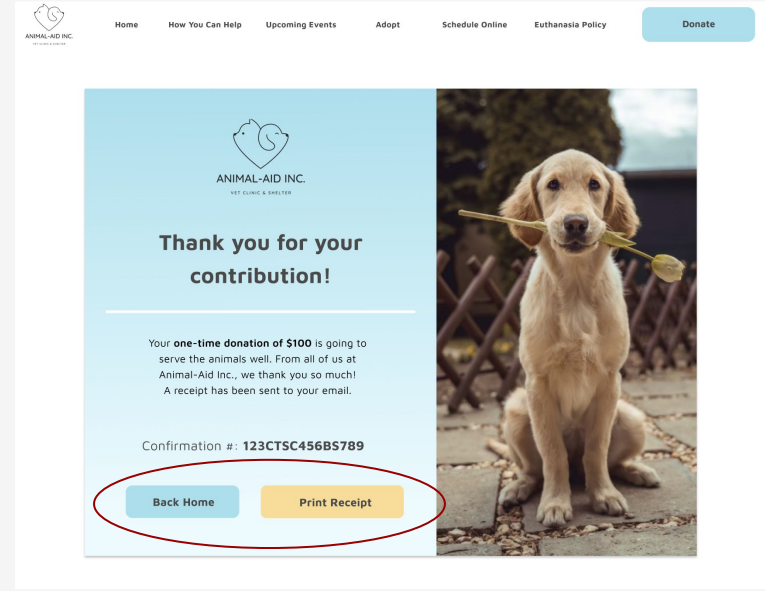 ANIMAL-AID INC.
VET CLINIC & SHELTER
Home How You Can Help Upcoming Events Adopt Schedule Online Euthanasia Policy Donate
ANIMAL-AID INC.
VET CLINIC & SHELTER
Thank you for your
contribution!
Your one-time donation of $100 is going to
serve the animals well. From all of us at
Animal-Aid Inc., we thank you so much!
A receipt has been sent to your email.
Confirmation #: 123CTSC456BS789
Back Home Print Receipt